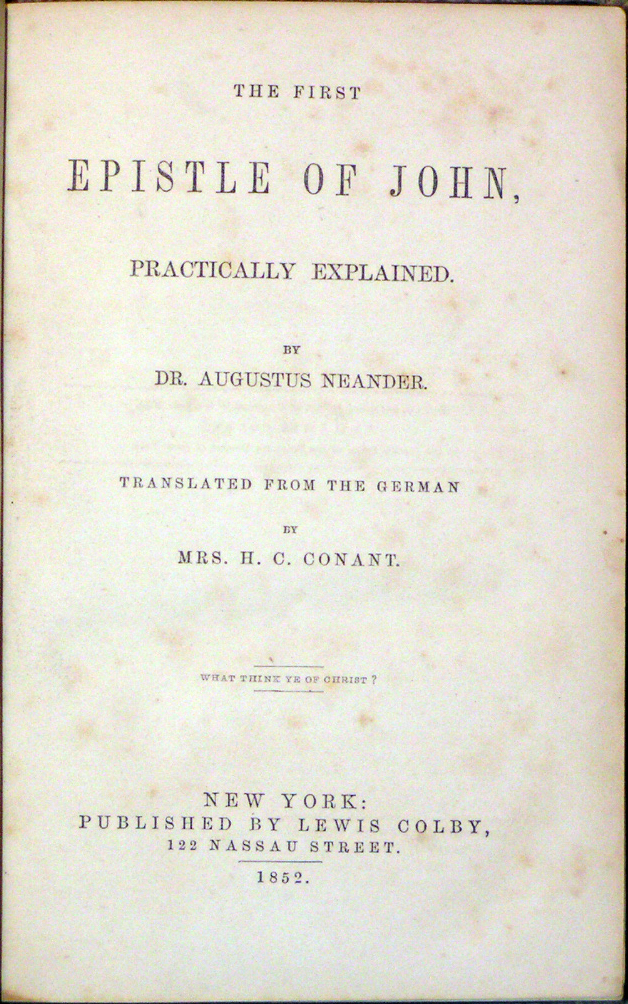 THE FIRST
EPISTLE OF JOHN,
PRACTICALLY EXPLAINED.
BY
DR. AUGUSTUS NEANDER.
TRANSLATED FROM THE GERMAN
BY
MRS. H. C. CONANT.
WHAT THINK YE OF CHRIST?
NEW YORK:
PUBLISHED BY LEWIS COLBY,
122 NASSAU STREET.
1852.